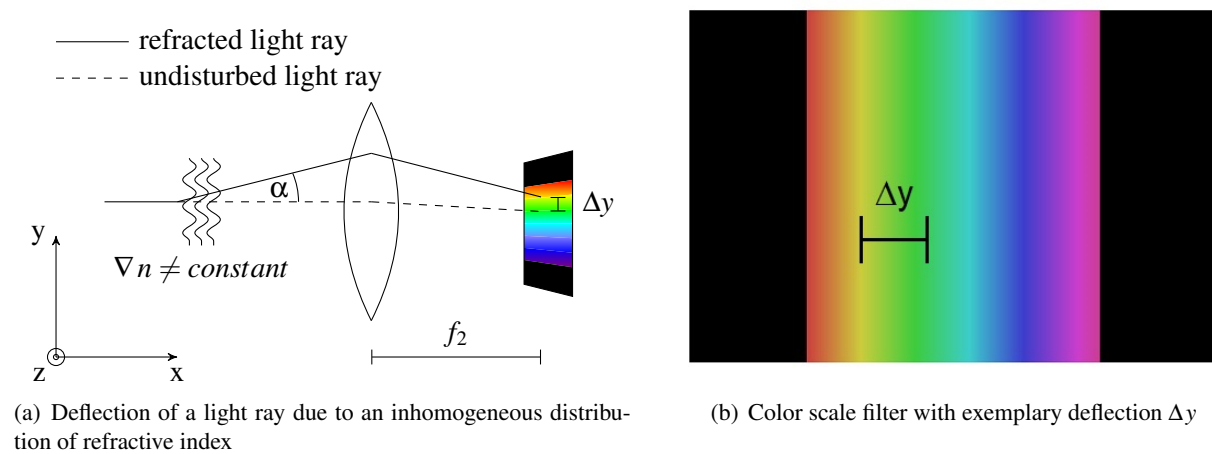 refracted light ray
undisturbed light ray
α
Δy
y
∇n ≠ constant
f₂
z
x
(a) Deflection of a light ray due to an inhomogeneous distribu-
tion of refractive index
Δy
(b) Color scale filter with exemplary deflection Δy